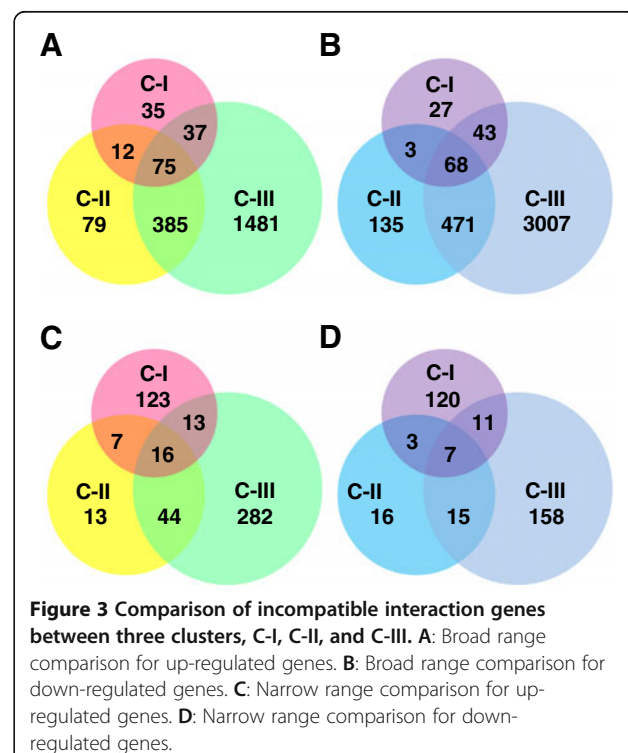 A
C-I
35
12
37
75
C-II
79
385
C-III
1481
B
C-I
27
3
43
68
C-II
135
471
C-III
3007
C
C-I
123
7
13
16
C-II
13
44
C-III
282
D
C-I
120
3
11
7
C-II
16
15
C-III
158
Figure 3 Comparison of incompatible interaction genes
between three clusters, C-I, C-II, and C-III. A: Broad range
comparison for up-regulated genes. B: Broad range comparison for
down-regulated genes. C: Narrow range comparison for up-
regulated genes. D: Narrow range comparison for down-
regulated genes.